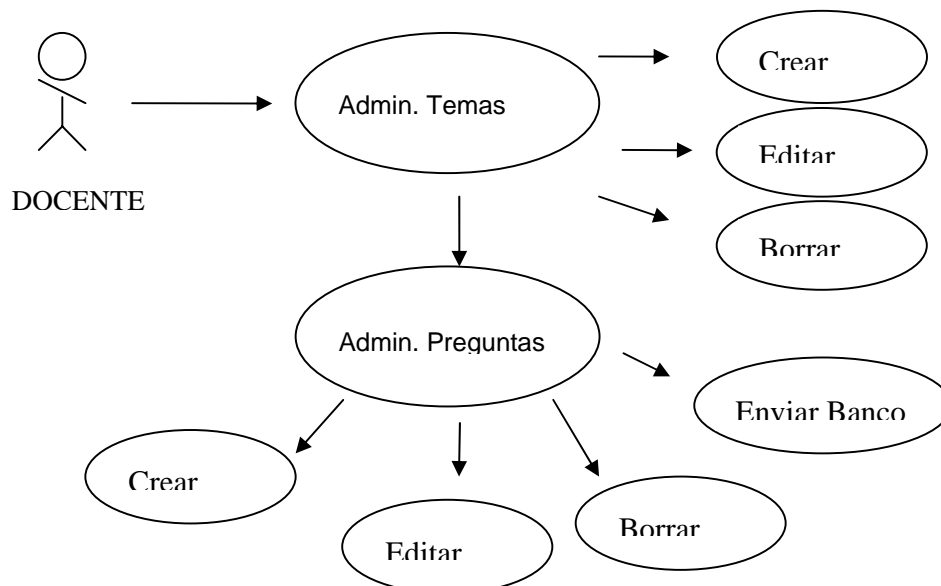 Crear
Admin. Temas
Editar
DOCENTE
Borrar
Admin. Preguntas
Enviar Banco
Crear
Borrar
Editar